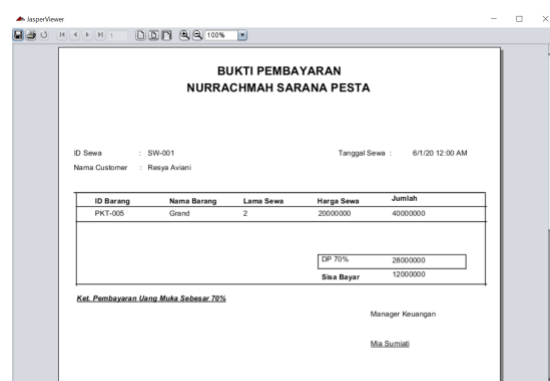 JasperViewer
100%
BUKTI PEMBAYARAN
NURRACHMAH SARANA PESTA
ID Sewa : SW-001 Tanggal Sewa : 6/1/20 12:00 AM
Nama Customer : Resya Aviani
ID Barang Nama Barang Lama Sewa Harga Sewa Jumlah
PKT-005 Grand 2 20000000 40000000
DP 70% 28000000
Sisa Bayar 12000000
Ket. Pembayaran Uang Muka Sebesar 70%
Manager Keuangan
Mia Sumiati